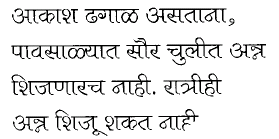 आकाश ढगाळ असताना,
पावसाळ्यात सौर चुलीत अन्न
शिजणारच नाही. रात्रीही
अन्न शिजू शकत नाही